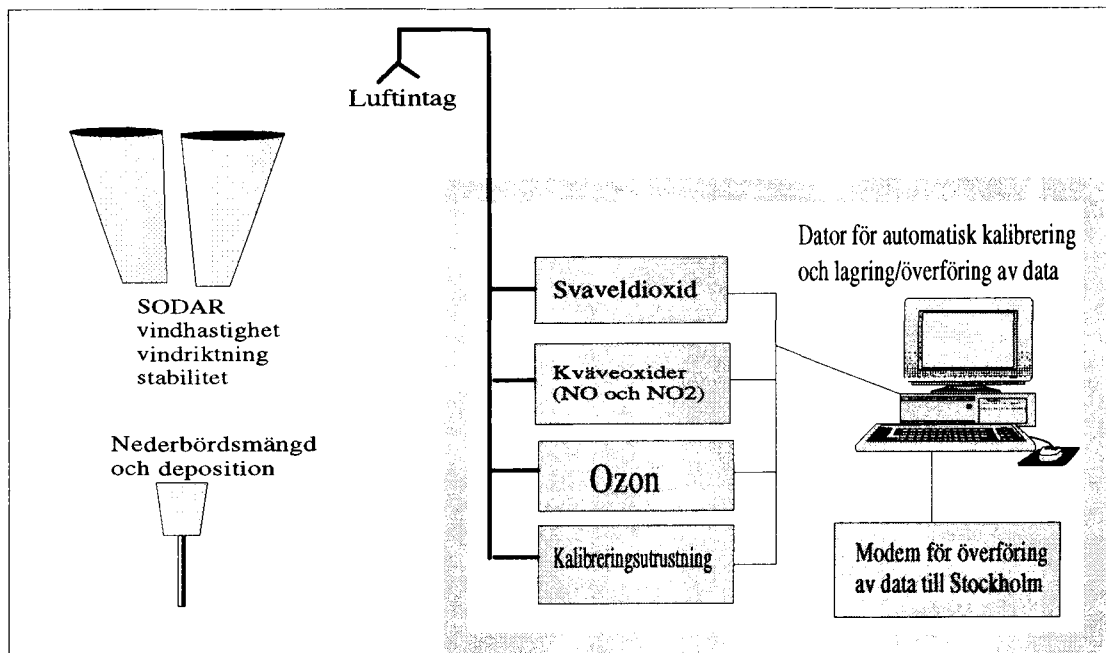 Luftintag
SODAR
vindhastighet
vindriktning
stabilitet
Nederbördsmängd
och deposition
Svaveldioxid
Kväveoxider
(NO och NO2)
Ozon
Kalibreringsutrustning
Dator för automatisk kalibrering
och lagring/överföring av data
Modem för överföring
av data till Stockholm